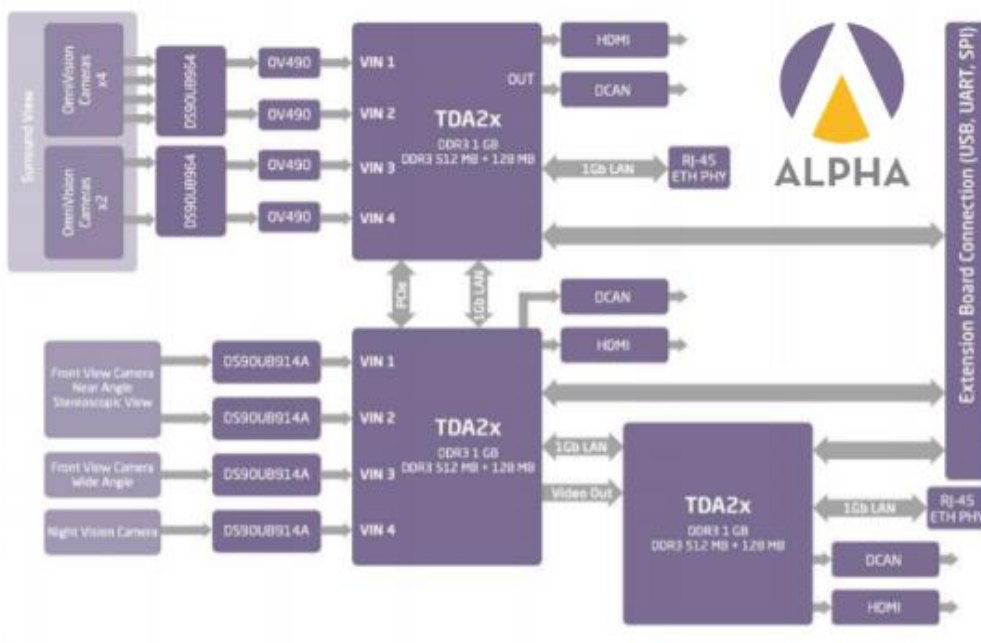 Surround View
OmniVision
Cameras
x4
OmniVision
Cameras
x2
DS90UB964
DS90UB964
OV490
OV490
OV490
OV490
VIN 1
VIN 2
VIN 3
VIN 4
OUT
TDA2x
DDR3 1 GB
DDR3 512 MB + 128 MB
HDMI
DCAN
1Gb LAN
RJ-45
ETH PHY
ALPHA
Extension Board Connection (USB, UART, SPI)
PCIe
1Gb LAN
DCAN
HDMI
Front View Camera
Near Angle
Stereoscopic View
Front View Camera
Wide Angle
Night Vision Camera
DS90UB914A
DS90UB914A
DS90UB914A
DS90UB914A
VIN 1
VIN 2
VIN 3
VIN 4
TDA2x
DDR3 1 GB
DDR3 512 MB + 128 MB
1Gb LAN
Video Out
TDA2x
DDR3 1 GB
DDR3 512 MB + 128 MB
1Gb LAN
RJ-45
ETH PHY
DCAN
HDMI